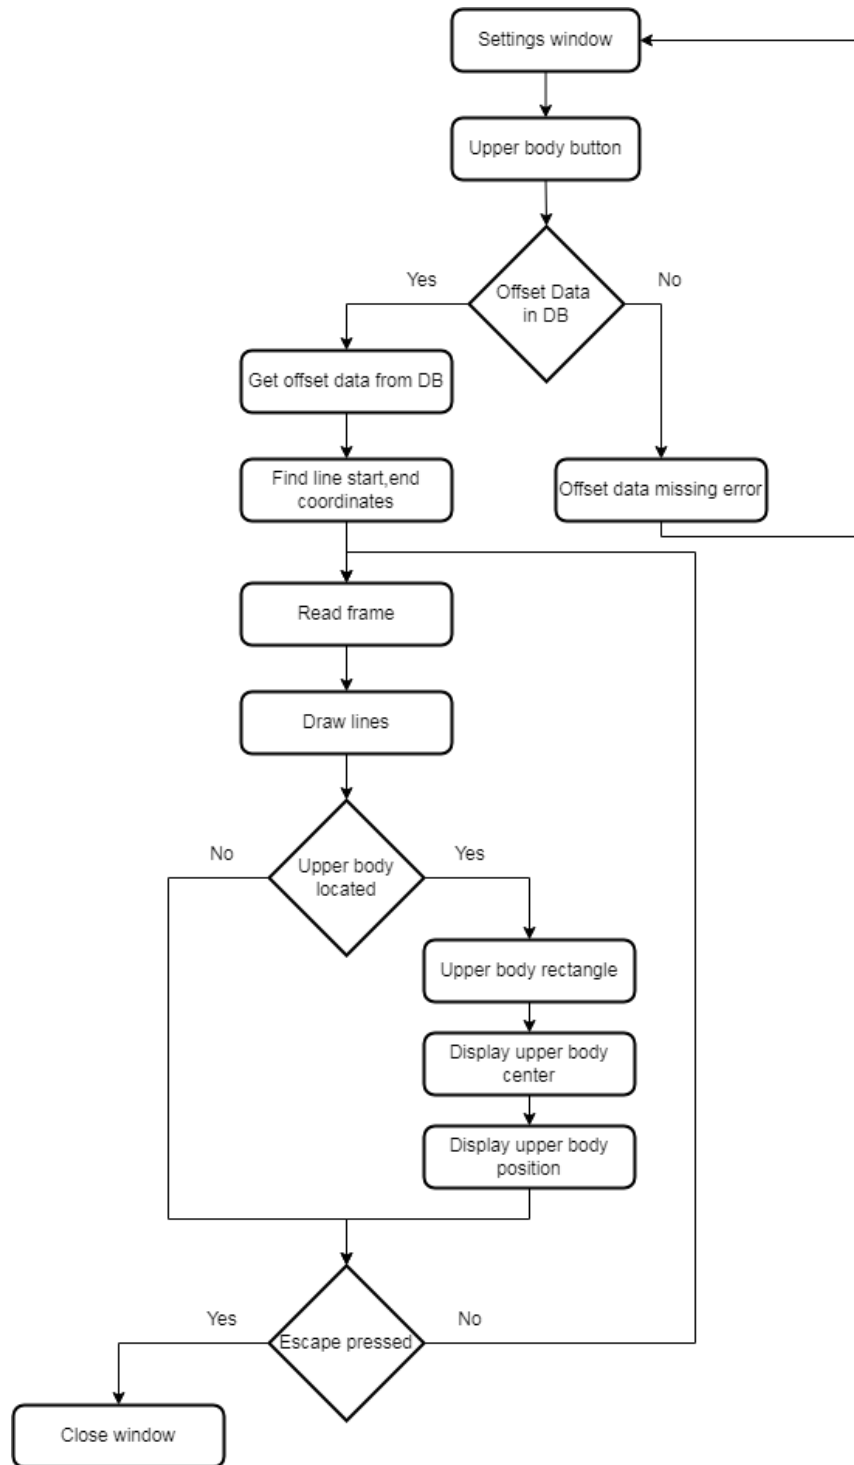 Settings window
Upper body button
Yes
Offset Data
in DB
No
Get offset data from DB
Find line start,end
coordinates
Offset data missing error
Read frame
Draw lines
No
Upper body
located
Yes
Upper body rectangle
Display upper body
center
Display upper body
position
Yes
Escape pressed
No
Close window